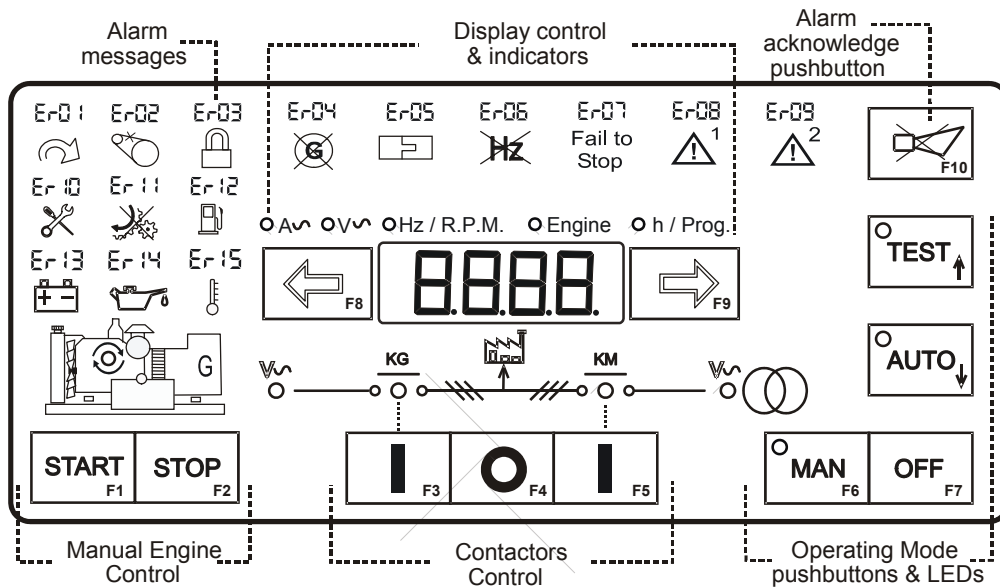 Alarm
messages
Display control
& indicators
Alarm
acknowledge
pushbutton
Er01 Er02 Er03 Er04 Er05 Er06 Er07 Er08 Er09
G
Hz
Fail to
Stop
! 1
! 2
F10
Er10 Er11 Er12
A V Hz / R.P.M. Engine h / Prog.
Er13 Er14 Er15
+ -
F8
8.8.8.8.
F9
TEST
G
V
KG
KM
V
AUTO
START F1
STOP F2
F3
F4
F5
MAN F6
OFF F7
Manual Engine
Control
Contactors
Control
Operating Mode
pushbuttons & LEDs